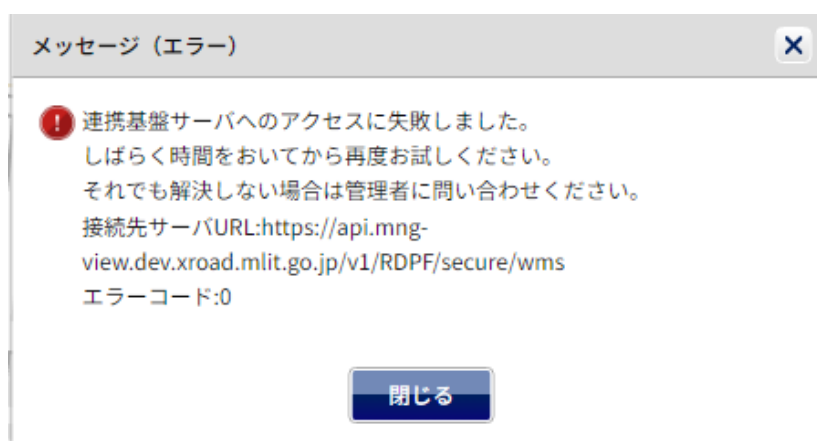 メッセージ（エラー）
連携基盤サーバへのアクセスに失敗しました。
しばらく時間をおいてから再度お試しください。
それでも解決しない場合は管理者に問い合わせください。
接続先サーバURL:https://api.mng-
view.dev.xroad.mlit.go.jp/v1/RDPF/secure/wms
エラーコード:0
閉じる